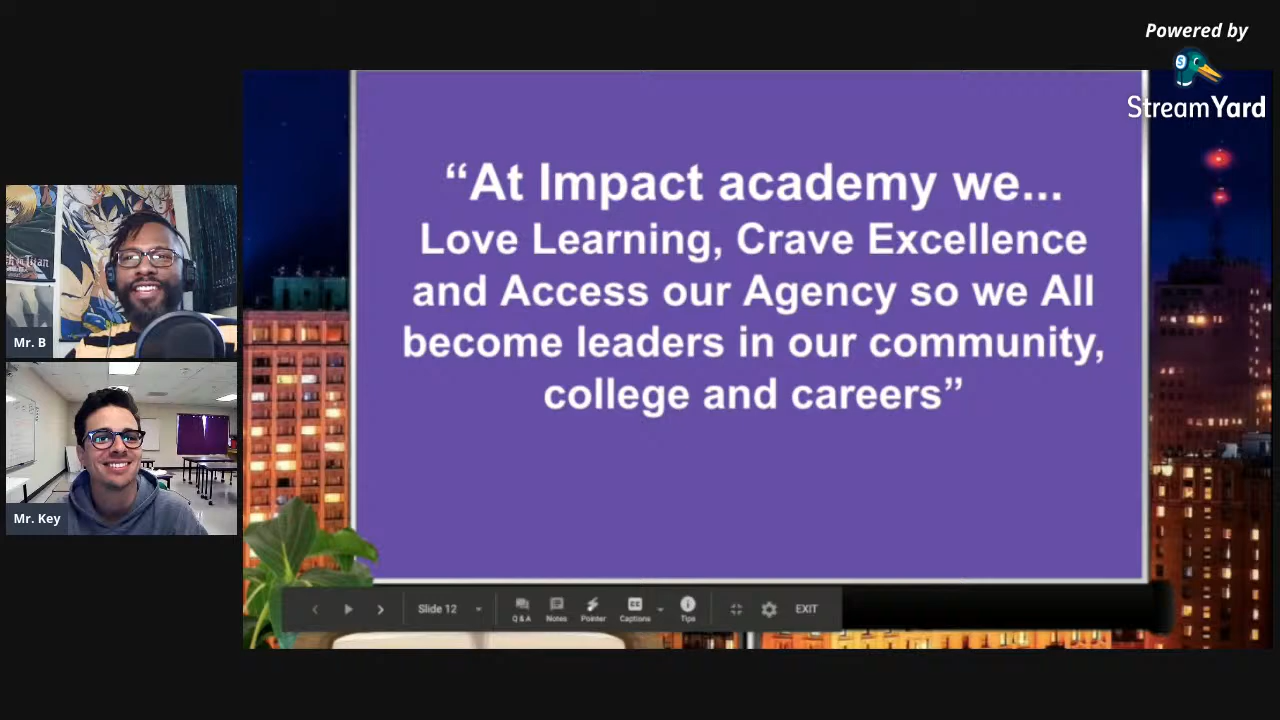 Powered by
StreamYard
“At Impact academy we...
Love Learning, Crave Excellence
and Access our Agency so we All
become leaders in our community,
college and careers”
Mr. B
Mr. Key
Slide 12
Q & A
Notes
Pointer
Captions
Tips
EXIT